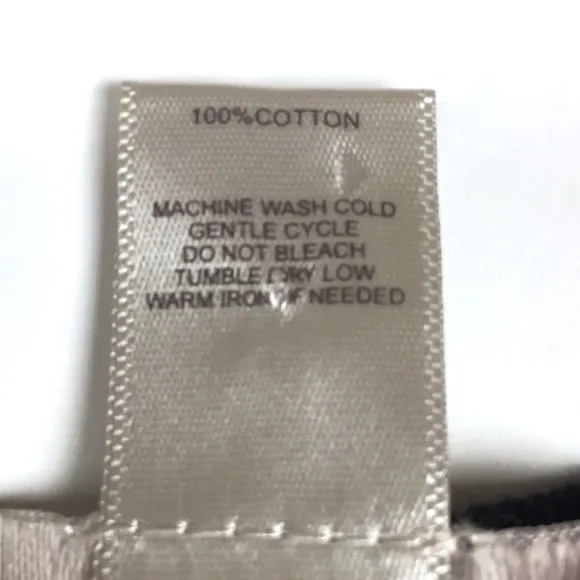 100%COTTON
MACHINE WASH COLD
GENTLE CYCLE
DO NOT BLEACH
TUMBLE DRY LOW
WARM IRON IF NEEDED